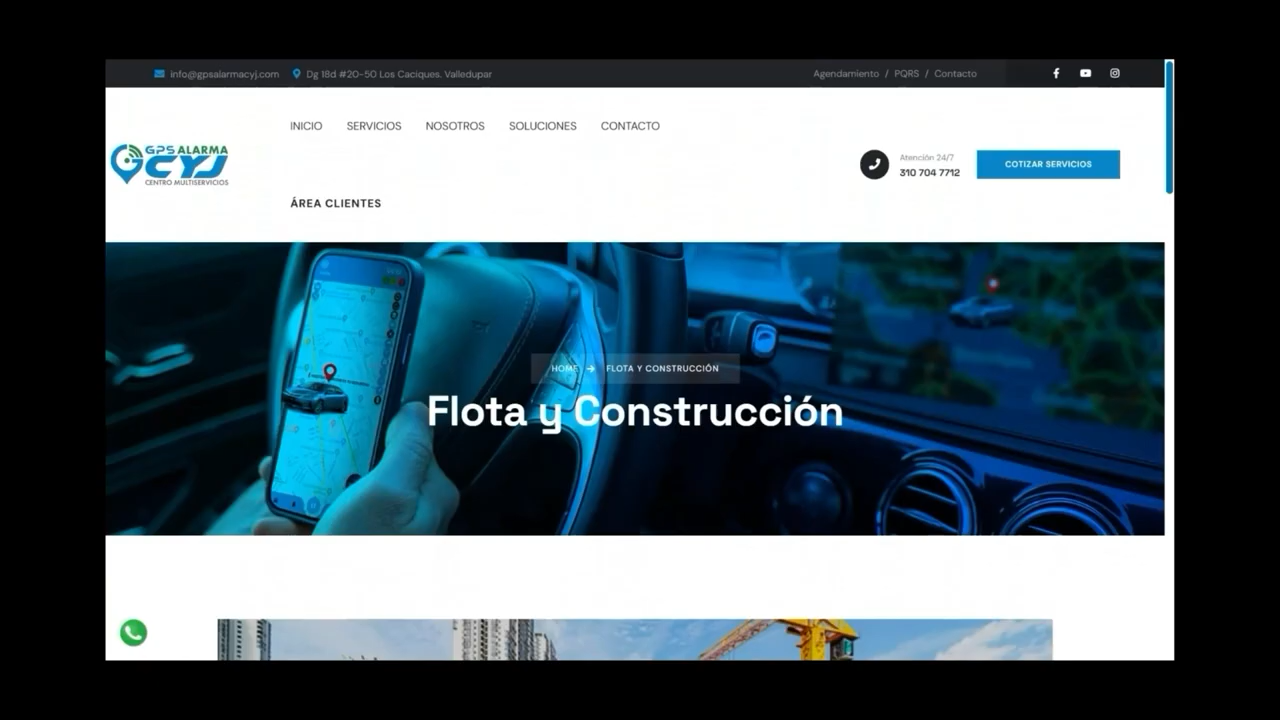 info@gpsalarmacyj.com Dg 18d #20-50 Los Caciques. Valledupar
Agendamiento / PQRS / Contacto
INICIO SERVICIOS NOSOTROS SOLUCIONES CONTACTO
GPS ALARMA
CYJ
CENTRO MULTISERVICIOS
Atención 24/7
310 704 7712
COTIZAR SERVICIOS
ÁREA CLIENTES
HOME → FLOTA Y CONSTRUCCIÓN
Flota y Construcción